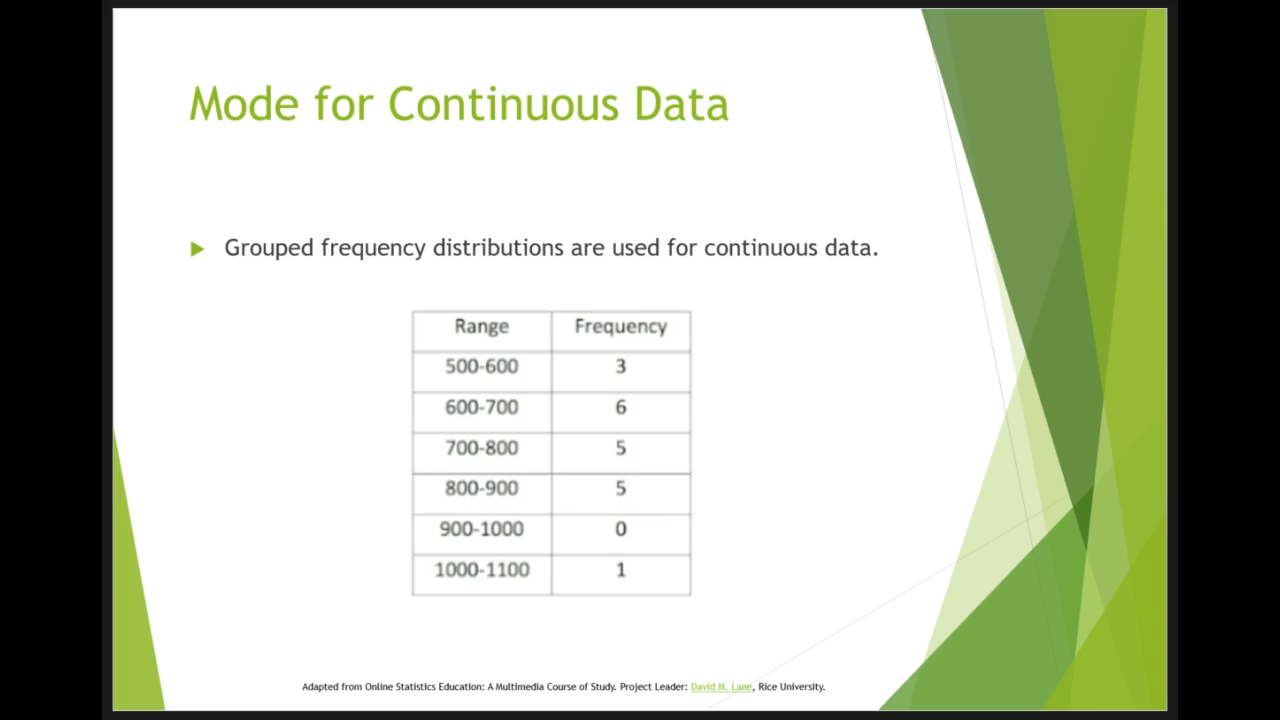 Mode for Continuous Data
Grouped frequency distributions are used for continuous data.
Range Frequency
500-600 3
600-700 6
700-800 5
800-900 5
900-1000 0
1000-1100 1
Adapted from Online Statistics Education: A Multimedia Course of Study. Project Leader: David M. Lane, Rice University.